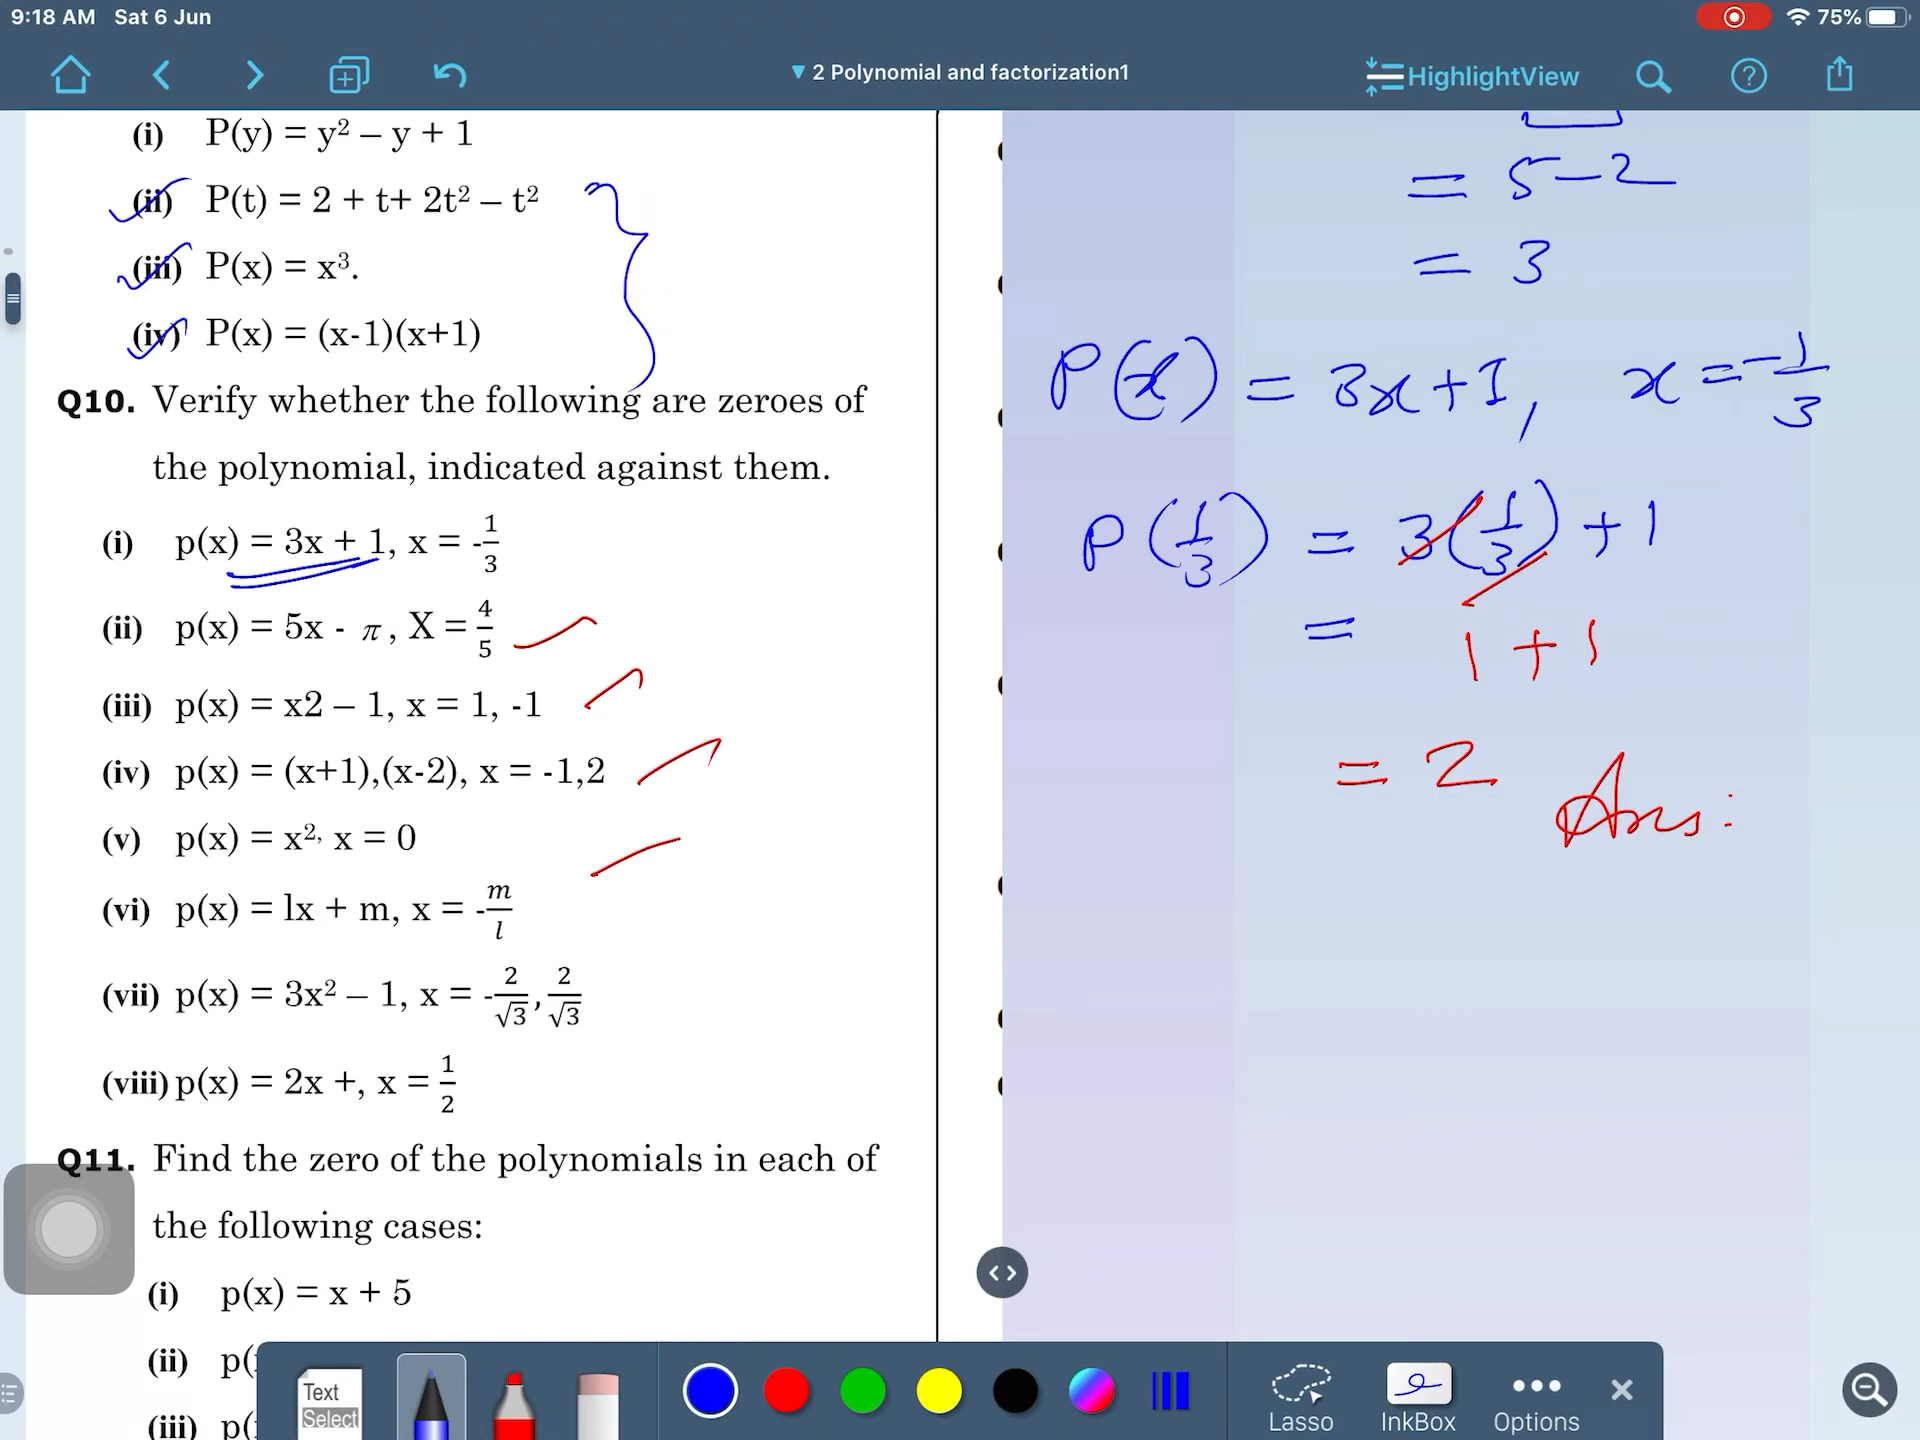 9:18 AM Sat 6 Jun
75%
2 Polynomial and factorization1
HighlightView
(i) P(y) = y² – y + 1
(ii) P(t) = 2 + t+ 2t² – t²
(iii) P(x) = x³.
(iv) P(x) = (x-1)(x+1)
Q10. Verify whether the following are zeroes of
the polynomial, indicated against them.
(i) p(x) = 3x + 1, x = -1/3
(ii) p(x) = 5x - π, X = 4/5
(iii) p(x) = x2 – 1, x = 1, -1
(iv) p(x) = (x+1),(x-2), x = -1,2
(v) p(x) = x², x = 0
(vi) p(x) = lx + m, x = -m/l
(vii) p(x) = 3x² – 1, x = -2/√3, 2/√3
(viii) p(x) = 2x +, x = 1/2
Q11. Find the zero of the polynomials in each of
the following cases:
(i) p(x) = x + 5
(ii) p(
(iii) p(
= 5 – 2
= 3
P(x) = 3x + 1, x = -1/3
P(1/3) = 3(1/3) + 1
= 1 + 1
= 2 Ans:
Text
Select
Lasso
InkBox
Options